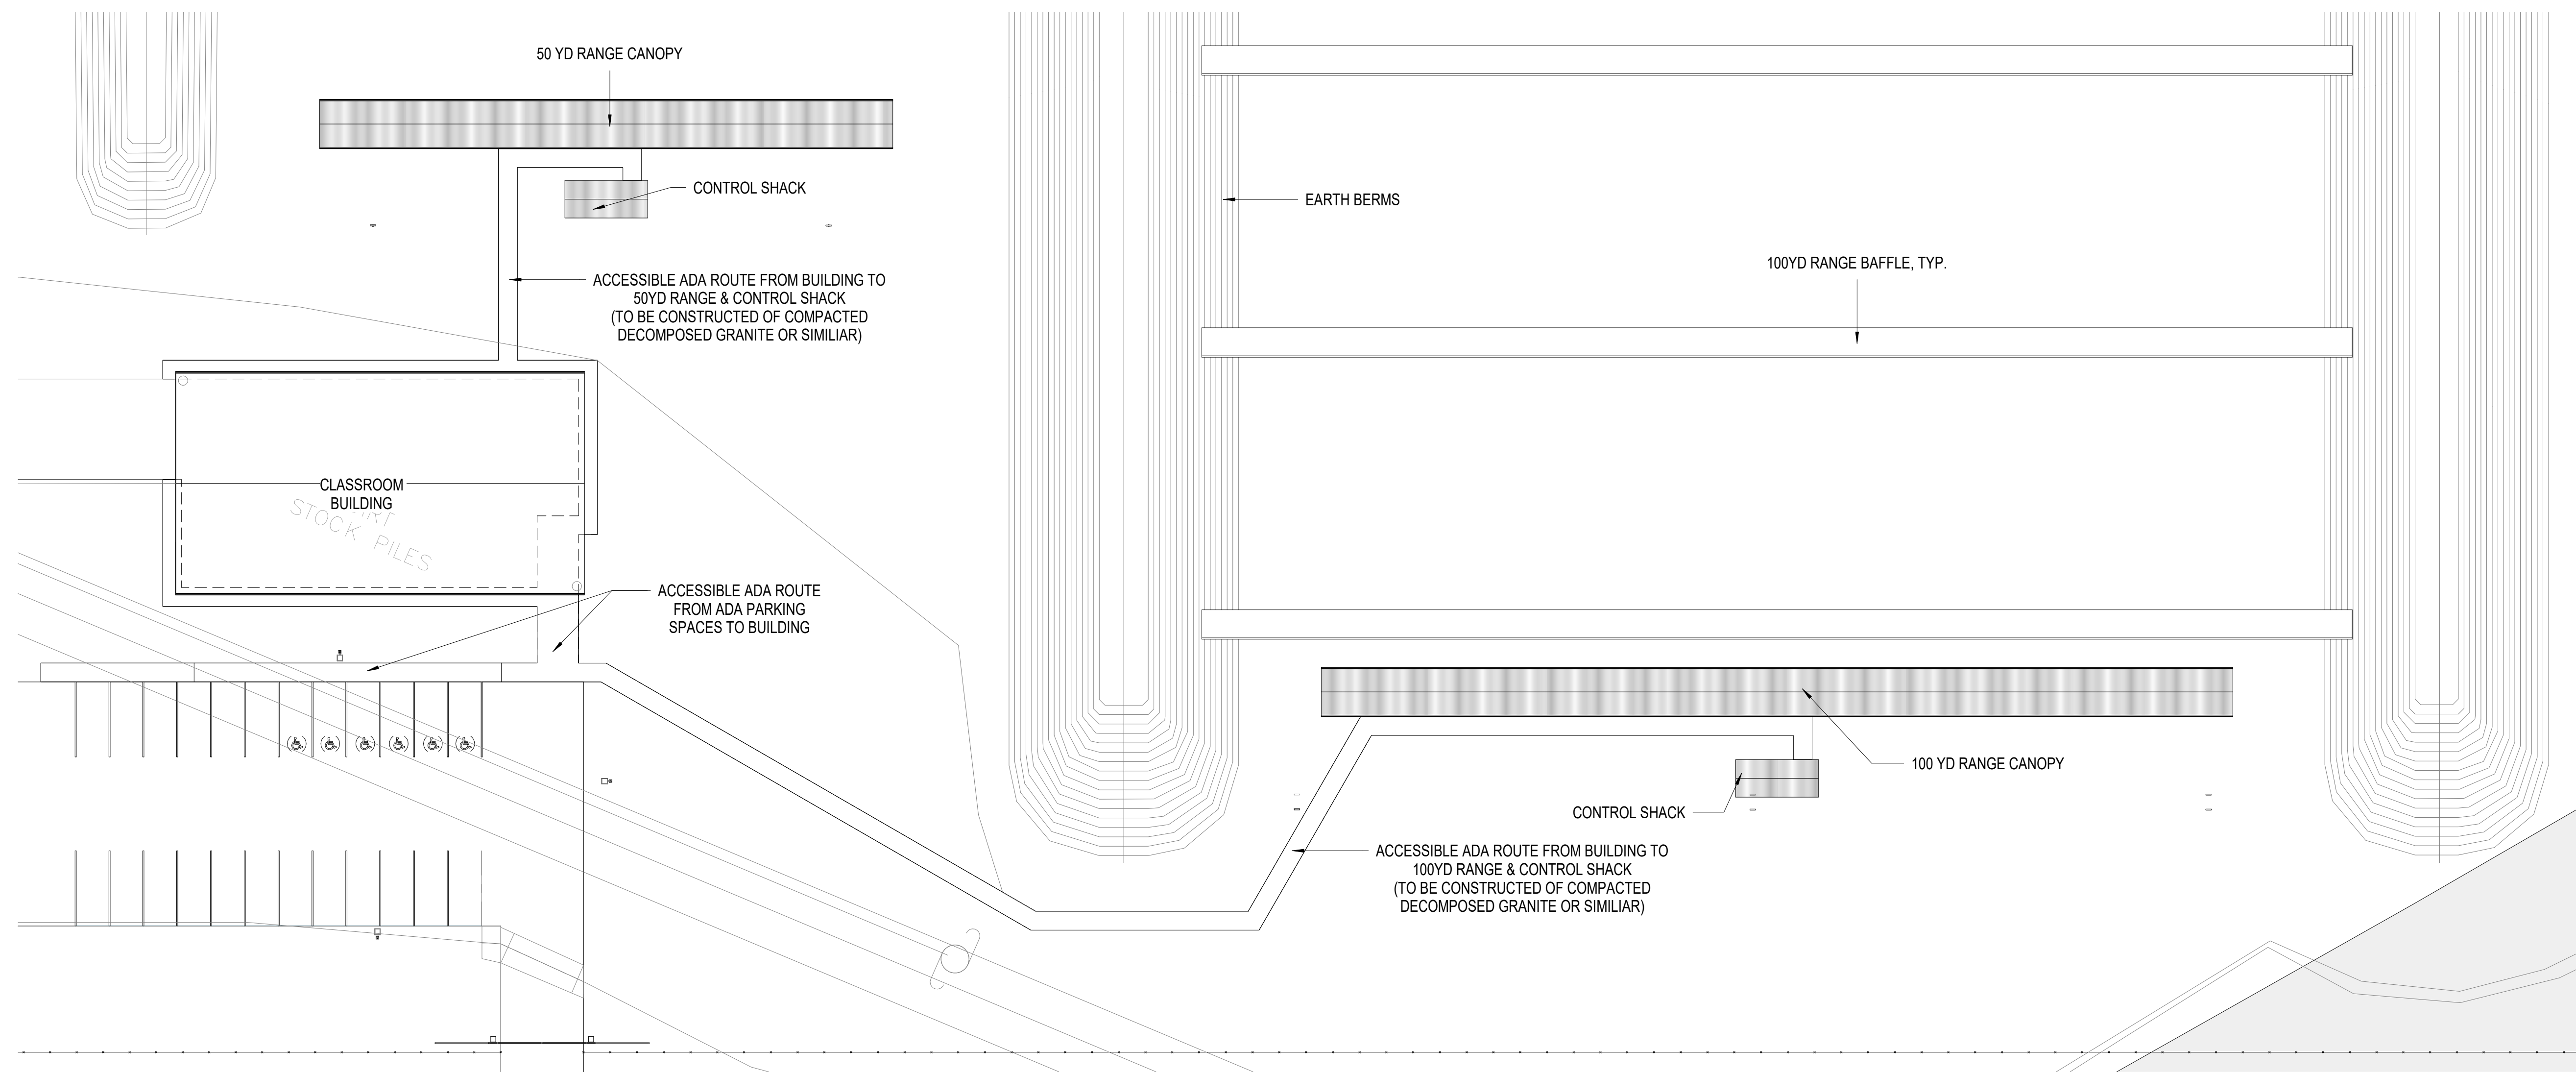 50 YD RANGE CANOPY
CONTROL SHACK
EARTH BERMS
100YD RANGE BAFFLE, TYP.
ACCESSIBLE ADA ROUTE FROM BUILDING TO
50YD RANGE & CONTROL SHACK
(TO BE CONSTRUCTED OF COMPACTED
DECOMPOSED GRANITE OR SIMILIAR)
CLASSROOM
BUILDING
STOCK PILES
ACCESSIBLE ADA ROUTE
FROM ADA PARKING
SPACES TO BUILDING
100 YD RANGE CANOPY
CONTROL SHACK
ACCESSIBLE ADA ROUTE FROM BUILDING TO
100YD RANGE & CONTROL SHACK
(TO BE CONSTRUCTED OF COMPACTED
DECOMPOSED GRANITE OR SIMILIAR)